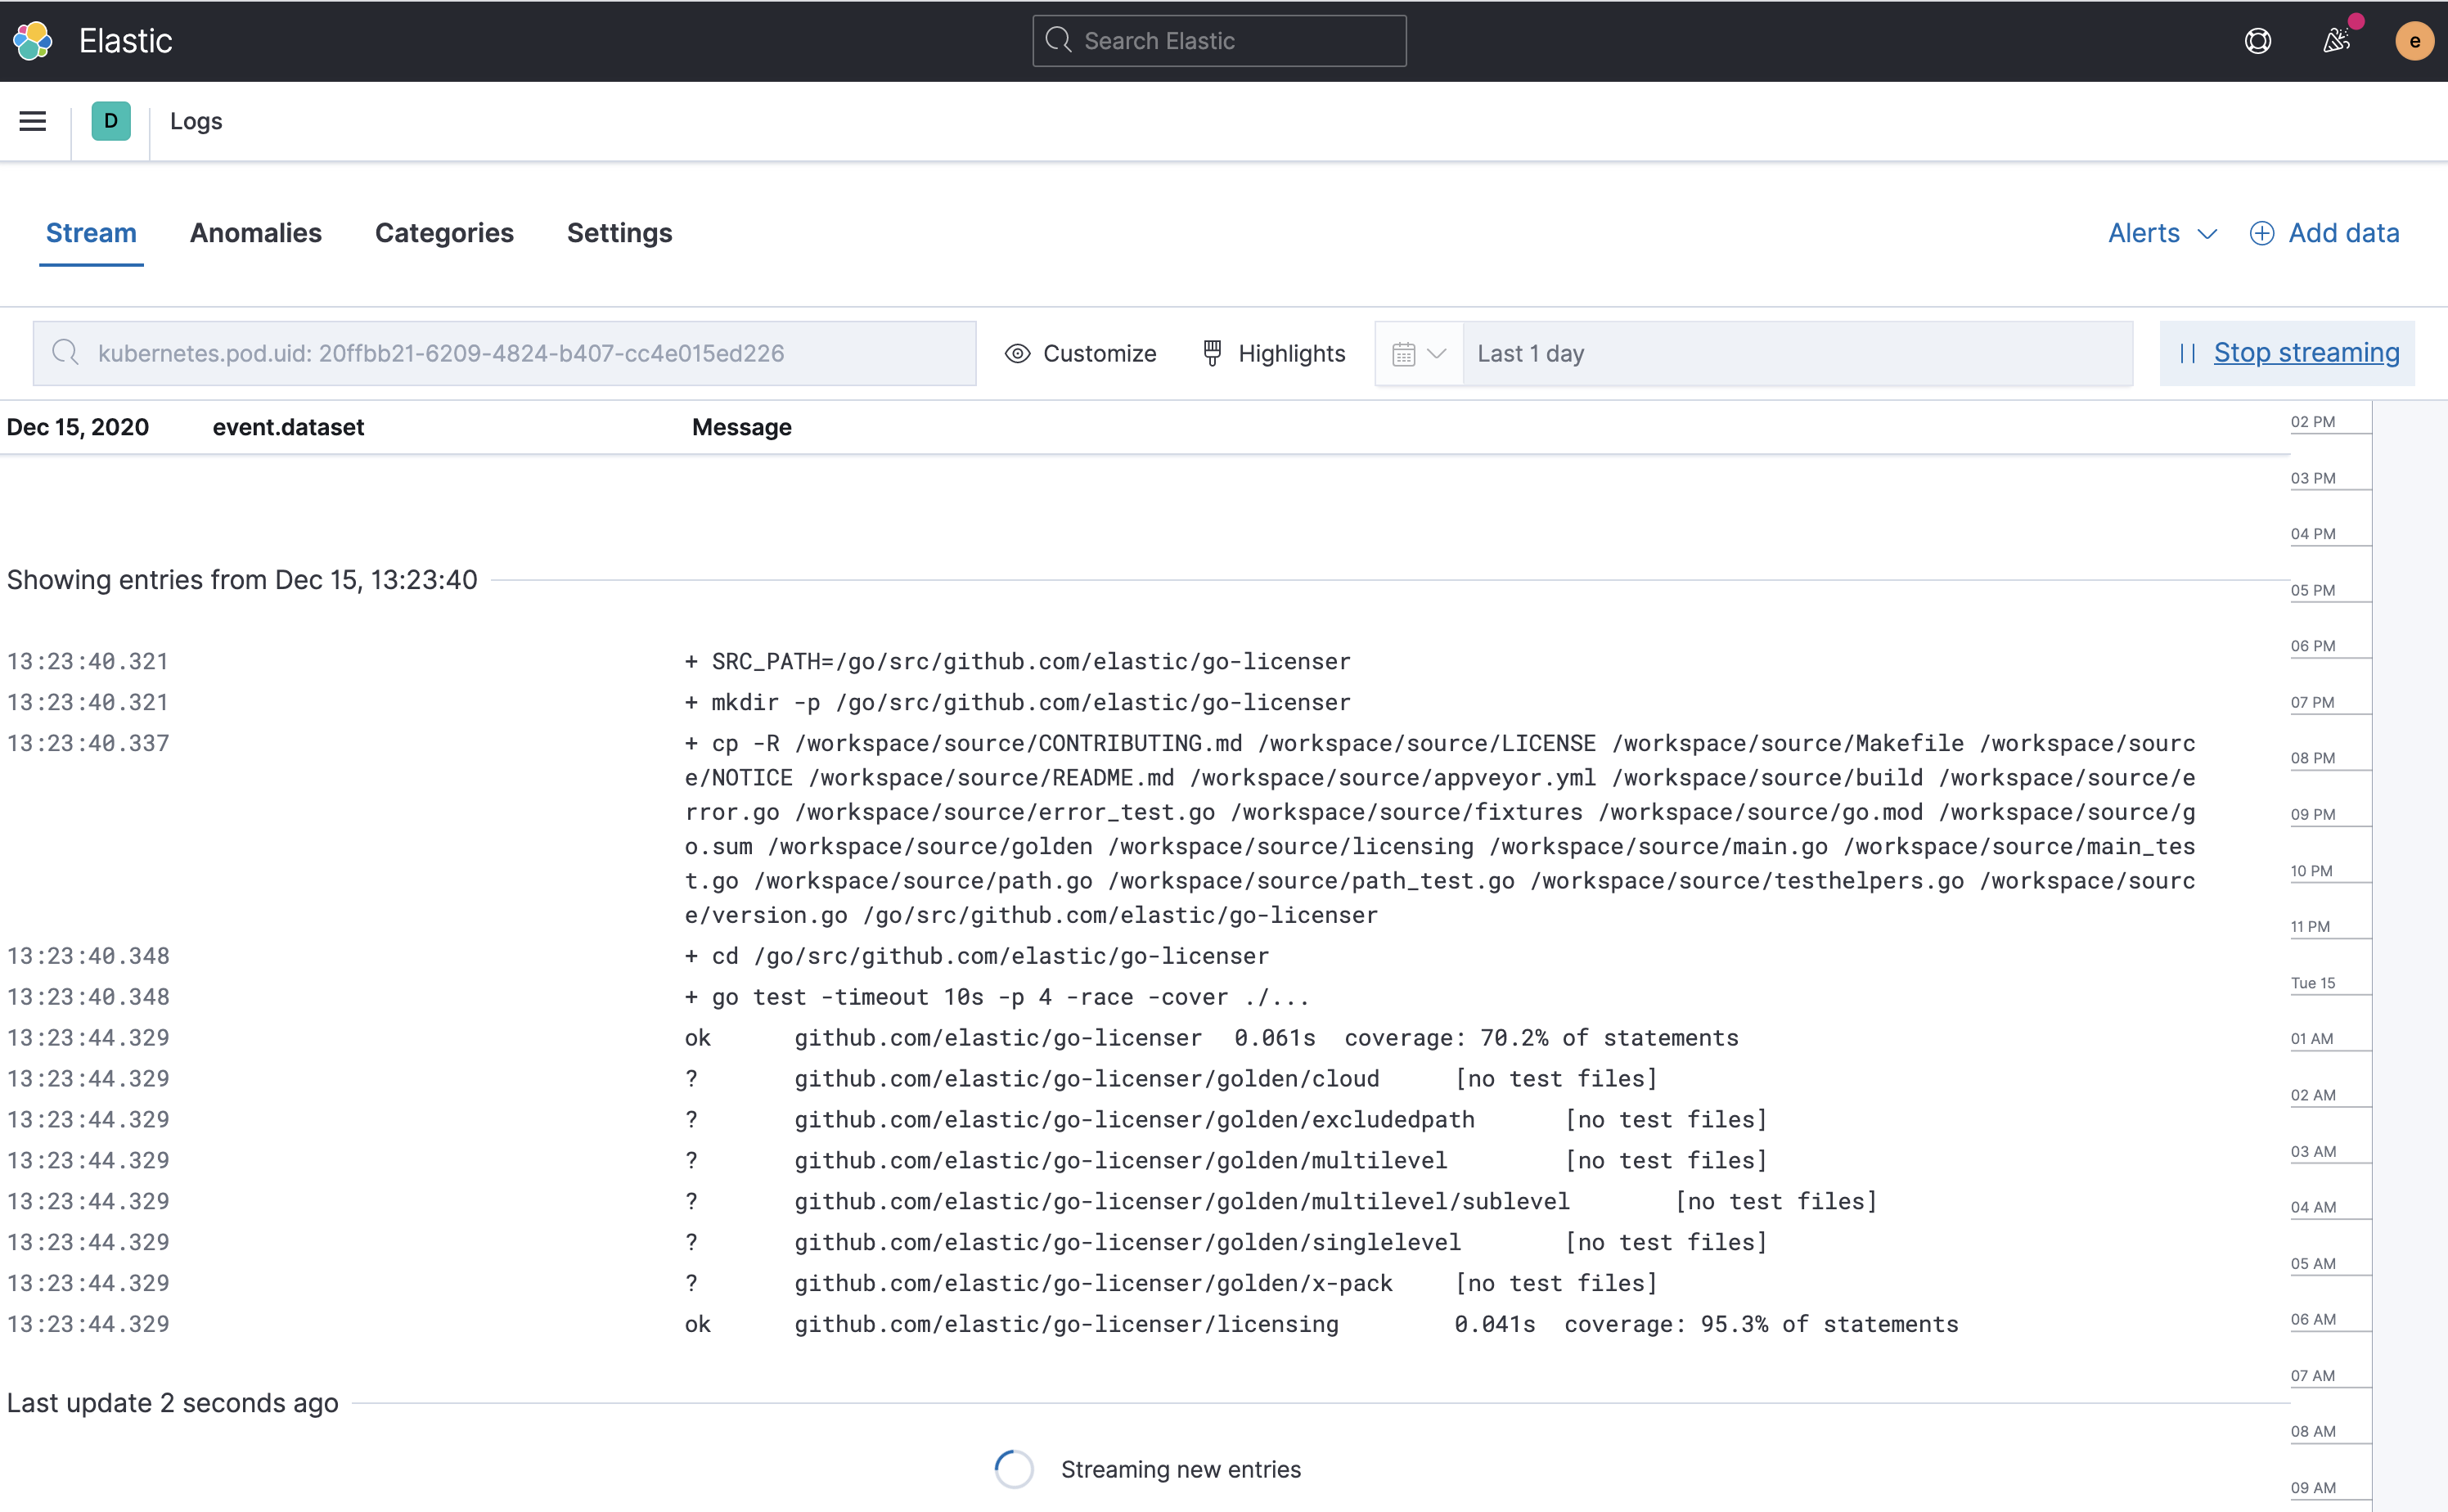 Elastic
Search Elastic
e
D
Logs
Stream Anomalies Categories Settings
Alerts Add data
kubernetes.pod.uid: 20ffbb21-6209-4824-b407-cc4e015ed226 Customize Highlights Last 1 day Stop streaming
Dec 15, 2020 event.dataset Message
Showing entries from Dec 15, 13:23:40
13:23:40.321 + SRC_PATH=/go/src/github.com/elastic/go-licenser
13:23:40.321 + mkdir -p /go/src/github.com/elastic/go-licenser
13:23:40.337 + cp -R /workspace/source/CONTRIBUTING.md /workspace/source/LICENSE /workspace/source/Makefile /workspace/sourc
e/NOTICE /workspace/source/README.md /workspace/source/appveyor.yml /workspace/source/build /workspace/source/e
rror.go /workspace/source/error_test.go /workspace/source/fixtures /workspace/source/go.mod /workspace/source/g
o.sum /workspace/source/golden /workspace/source/licensing /workspace/source/main.go /workspace/source/main_tes
t.go /workspace/source/path.go /workspace/source/path_test.go /workspace/source/testhelpers.go /workspace/sourc
e/version.go /go/src/github.com/elastic/go-licenser
13:23:40.348 + cd /go/src/github.com/elastic/go-licenser
13:23:40.348 + go test -timeout 10s -p 4 -race -cover ./...
13:23:44.329 ok github.com/elastic/go-licenser 0.061s coverage: 70.2% of statements
13:23:44.329 ? github.com/elastic/go-licenser/golden/cloud [no test files]
13:23:44.329 ? github.com/elastic/go-licenser/golden/excludedpath [no test files]
13:23:44.329 ? github.com/elastic/go-licenser/golden/multilevel [no test files]
13:23:44.329 ? github.com/elastic/go-licenser/golden/multilevel/sublevel [no test files]
13:23:44.329 ? github.com/elastic/go-licenser/golden/singlelevel [no test files]
13:23:44.329 ? github.com/elastic/go-licenser/golden/x-pack [no test files]
13:23:44.329 ok github.com/elastic/go-licenser/licensing 0.041s coverage: 95.3% of statements
Last update 2 seconds ago
Streaming new entries
02 PM
03 PM
04 PM
05 PM
06 PM
07 PM
08 PM
09 PM
10 PM
11 PM
Tue 15
01 AM
02 AM
03 AM
04 AM
05 AM
06 AM
07 AM
08 AM
09 AM